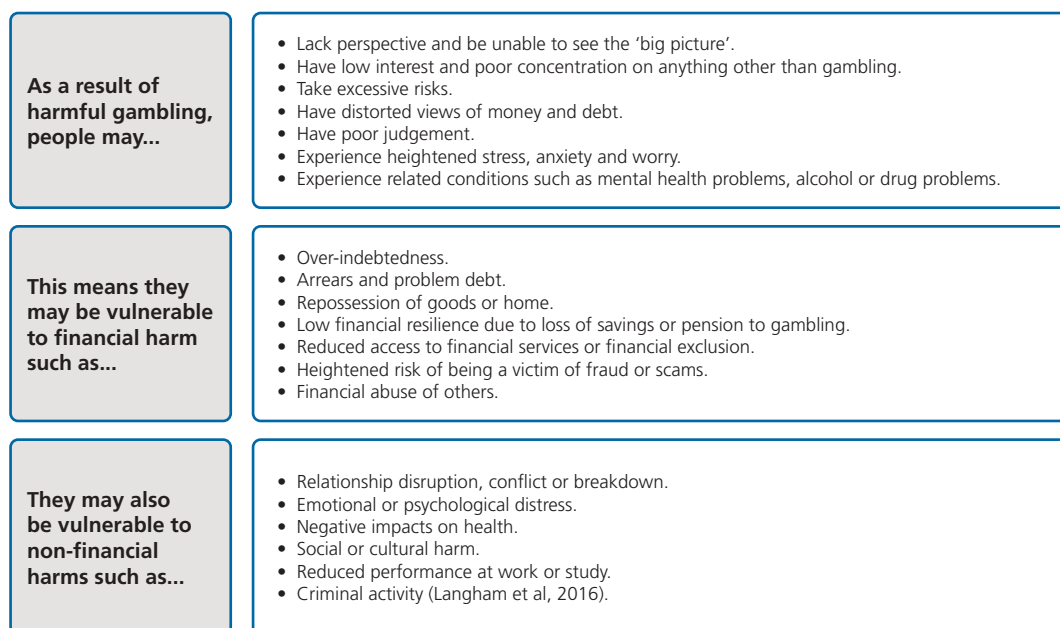 As a result of
harmful gambling,
people may...
• Lack perspective and be unable to see the ‘big picture’.
• Have low interest and poor concentration on anything other than gambling.
• Take excessive risks.
• Have distorted views of money and debt.
• Have poor judgement.
• Experience heightened stress, anxiety and worry.
• Experience related conditions such as mental health problems, alcohol or drug problems.
This means they
may be vulnerable
to financial harm
such as...
• Over-indebtedness.
• Arrears and problem debt.
• Repossession of goods or home.
• Low financial resilience due to loss of savings or pension to gambling.
• Reduced access to financial services or financial exclusion.
• Heightened risk of being a victim of fraud or scams.
• Financial abuse of others.
They may also
be vulnerable to
non-financial
harms such as...
• Relationship disruption, conflict or breakdown.
• Emotional or psychological distress.
• Negative impacts on health.
• Social or cultural harm.
• Reduced performance at work or study.
• Criminal activity (Langham et al, 2016).